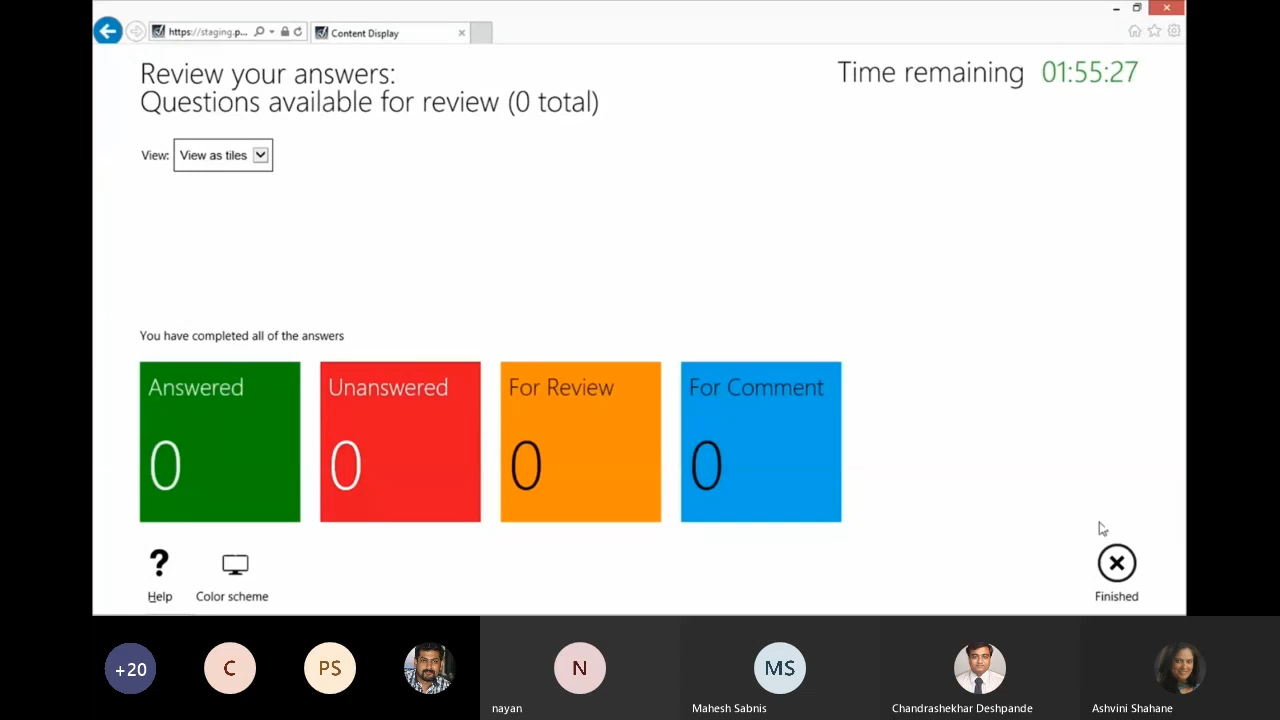 https://staging.p...
Content Display
Review your answers:
Questions available for review (0 total)
Time remaining 01:55:27
View: View as tiles
You have completed all of the answers
Answered
0
Unanswered
0
For Review
0
For Comment
0
Help
Color scheme
Finished
+20
C
PS
N
nayan
MS
Mahesh Sabnis
Chandrashekhar Deshpande
Ashvini Shahane